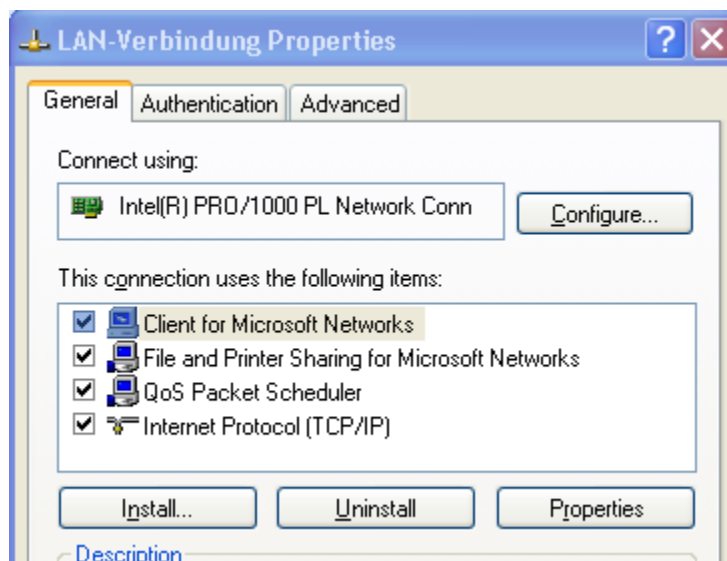 LAN-Verbindung Properties
General Authentication Advanced
Connect using:
Intel(R) PRO/1000 PL Network Conn
Configure...
This connection uses the following items:
Client for Microsoft Networks
File and Printer Sharing for Microsoft Networks
QoS Packet Scheduler
Internet Protocol (TCP/IP)
Install... Uninstall Properties
Description